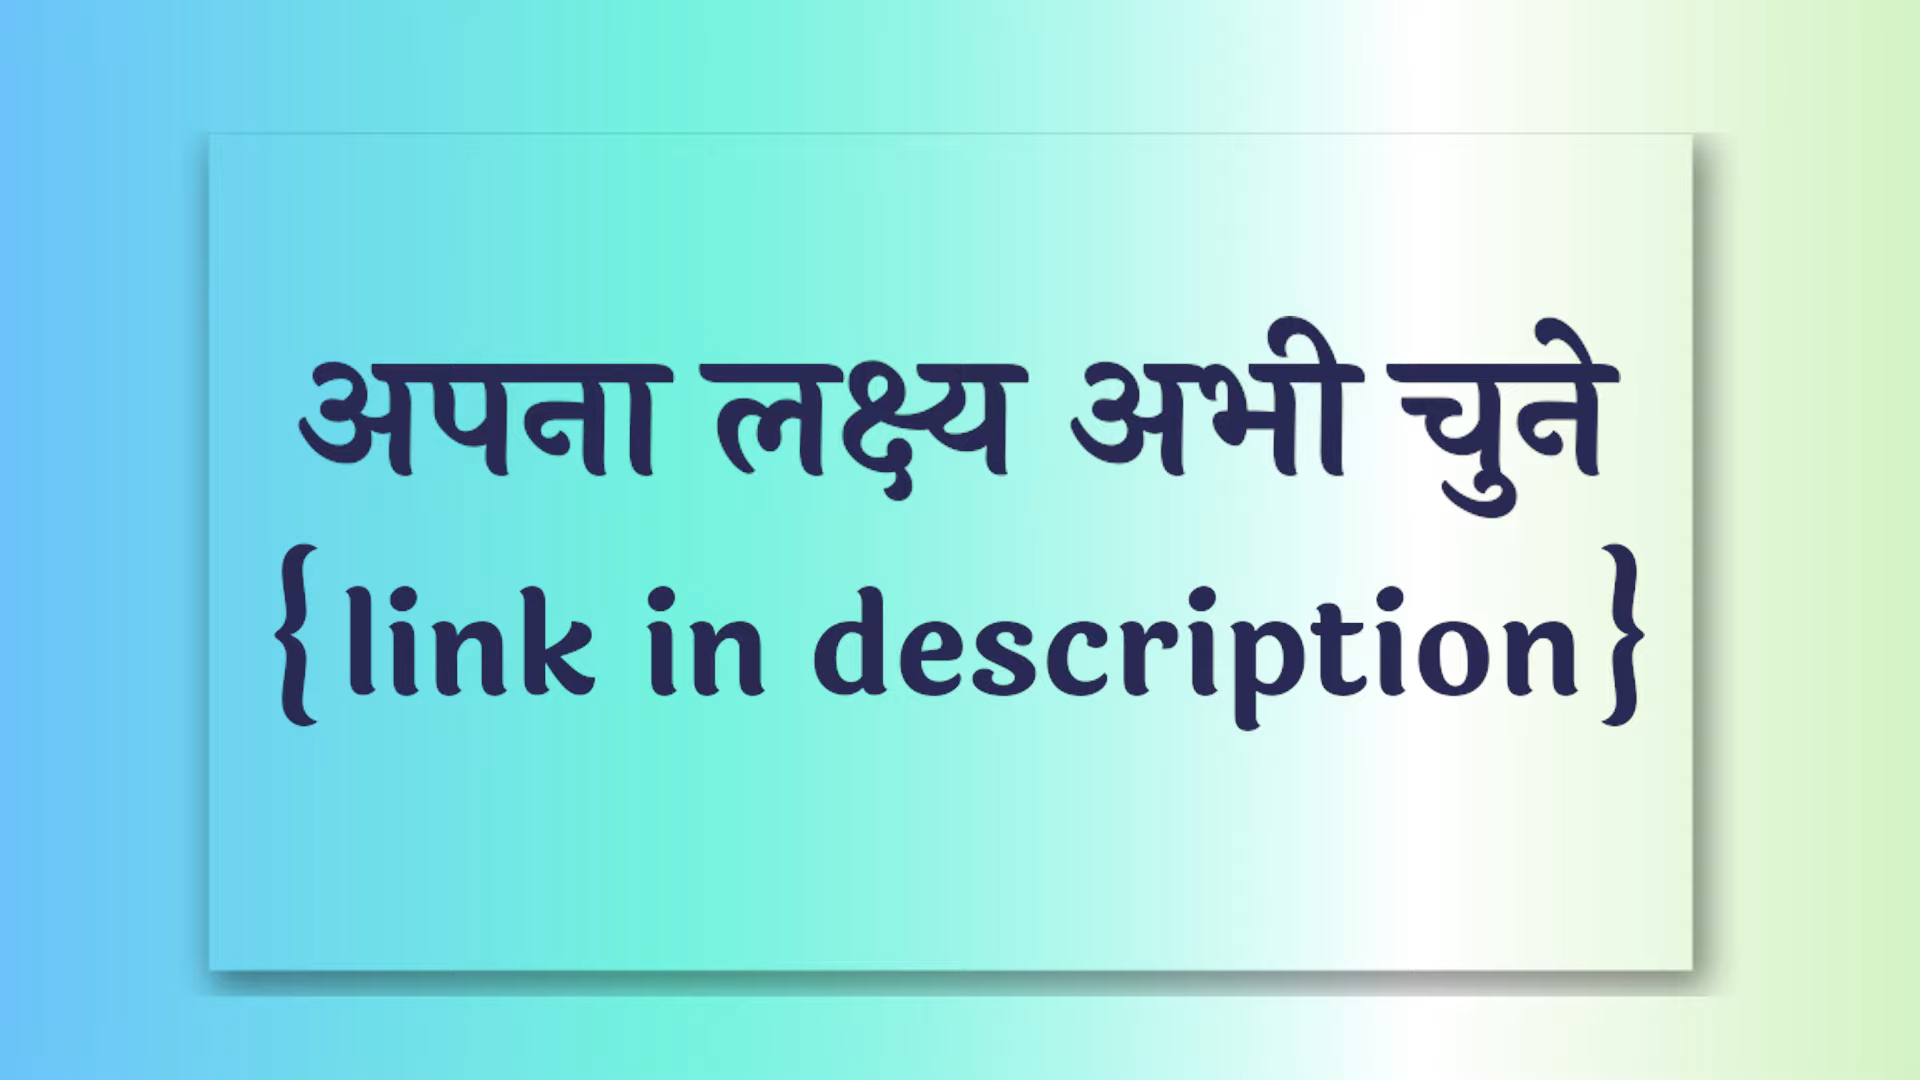 अपना लक्ष्य अभी चुने
{link in description}